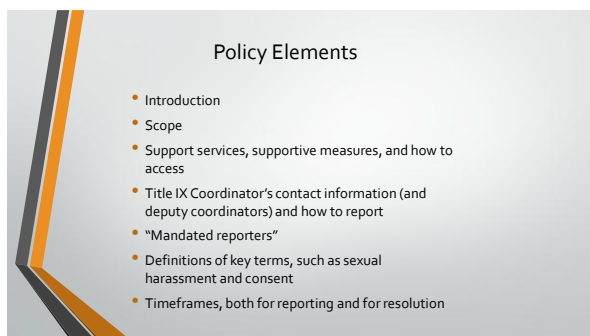 Policy Elements
• Introduction
• Scope
• Support services, supportive measures, and how to
access
• Title IX Coordinator's contact information (and
deputy coordinators) and how to report
• “Mandated reporters”
• Definitions of key terms, such as sexual
harassment and consent
• Timeframes, both for reporting and for resolution